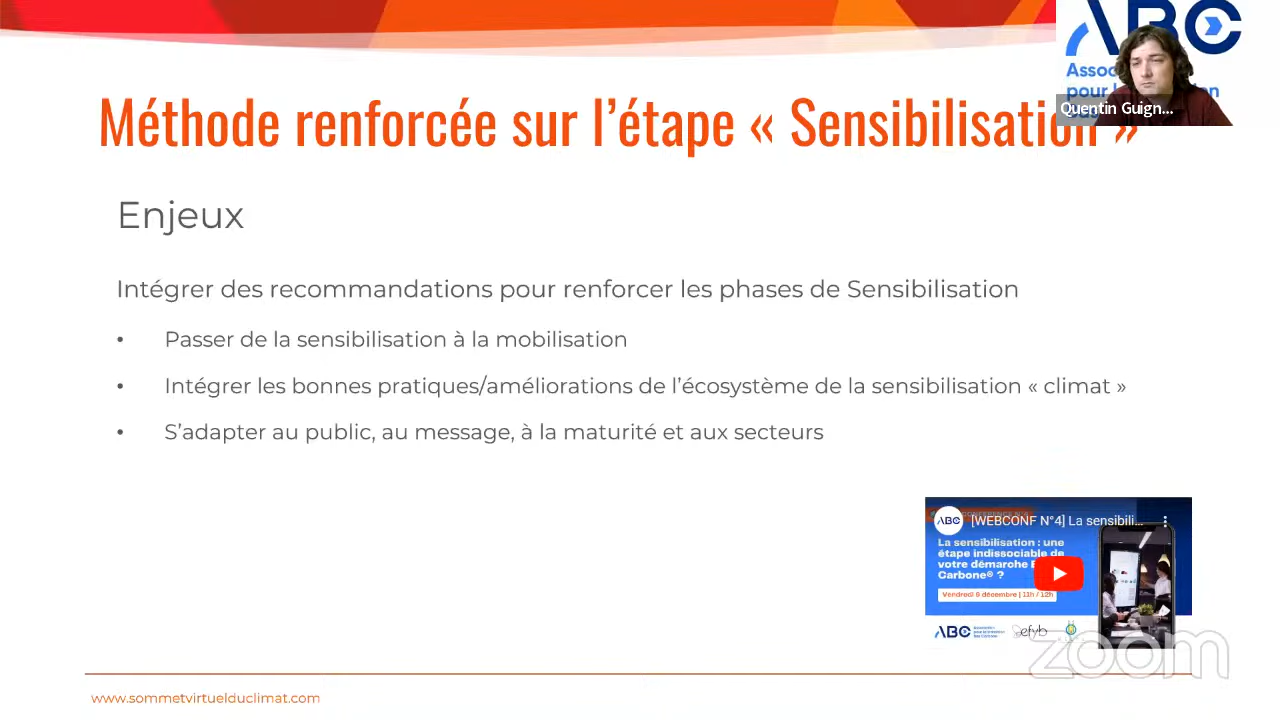 ABC
Quentin Guign...
Méthode renforcée sur l'étape « Sensibilisation »
Enjeux
Intégrer des recommandations pour renforcer les phases de Sensibilisation
• Passer de la sensibilisation à la mobilisation
• Intégrer les bonnes pratiques/améliorations de l'écosystème de la sensibilisation « climat »
• S'adapter au public, au message, à la maturité et aux secteurs
ABC
[WEBCONF N°4] La sensibili...
La sensibilisation : une
étape indissociable de
votre démarche
Carbone® ?
Vendredi 9 décembre | 11h / 12h
ABC
efyb
zoom
www.sommetvirtuelduclimat.com